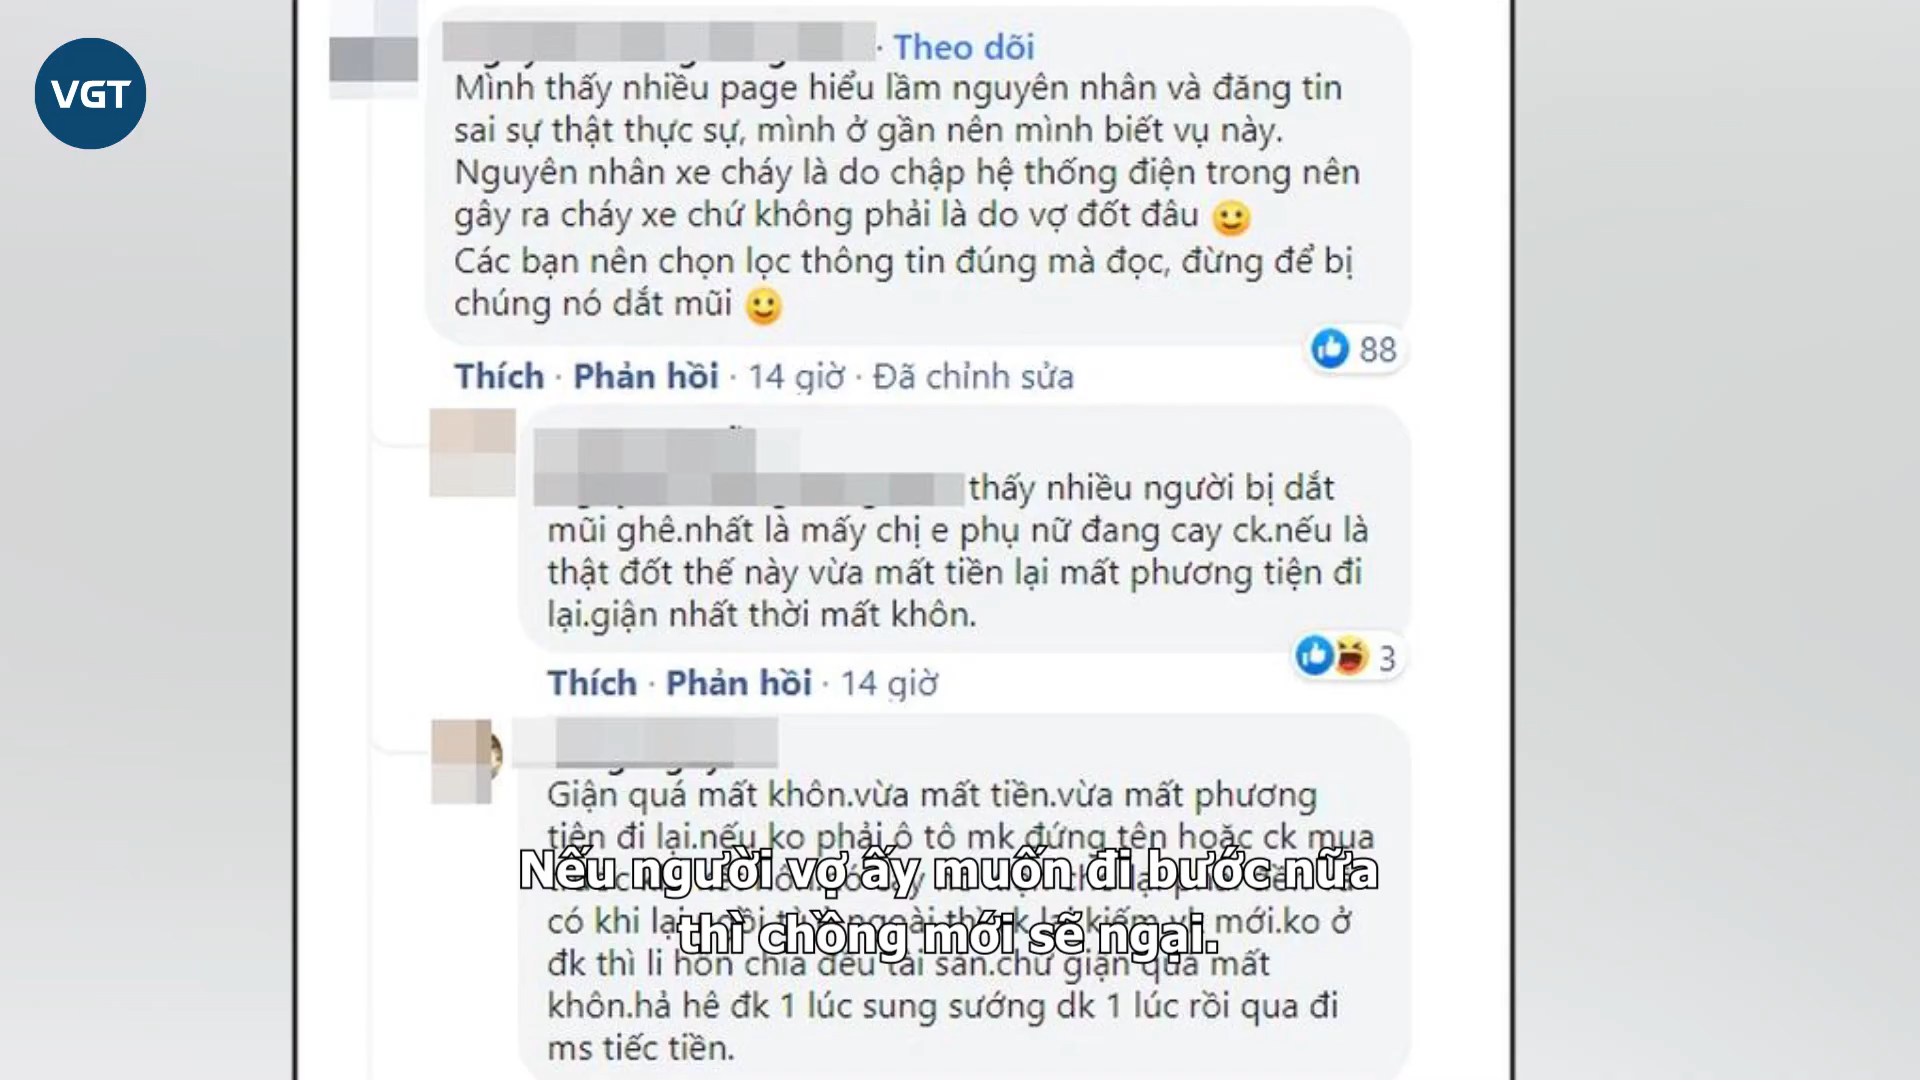 VGT
· Theo dõi
Mình thấy nhiều page hiểu lầm nguyên nhân và đăng tin
sai sự thật thực sự, mình ở gần nên mình biết vụ này.
Nguyên nhân xe cháy là do chập hệ thống điện trong nên
gây ra cháy xe chứ không phải là do vợ đốt đâu 🙂
Các bạn nên chọn lọc thông tin đúng mà đọc, đừng để bị
chúng nó dắt mũi 🙂
88
Thích · Phản hồi · 14 giờ · Đã chỉnh sửa
thấy nhiều người bị dắt
mũi ghê.nhất là mấy chị e phụ nữ đang cay ck.nếu là
thật đốt thế này vừa mất tiền lại mất phương tiện đi
lại.giận nhất thời mất khôn.
3
Thích · Phản hồi · 14 giờ
Giận quá mất khôn.vừa mất tiền.vừa mất phương
tiện đi lại.nếu ko phải ô tô mk đứng tên hoặc ck mua
Nếu người vợ ấy muốn đi bước nữa
có khi lại mới.ko ở
thì chồng mới sẽ ngại.
đk thì li hôn chia đều tài sản.chứ giận quá mất
khôn.hả hê đk 1 lúc sung sướng dk 1 lúc rồi qua đi
ms tiếc tiền.